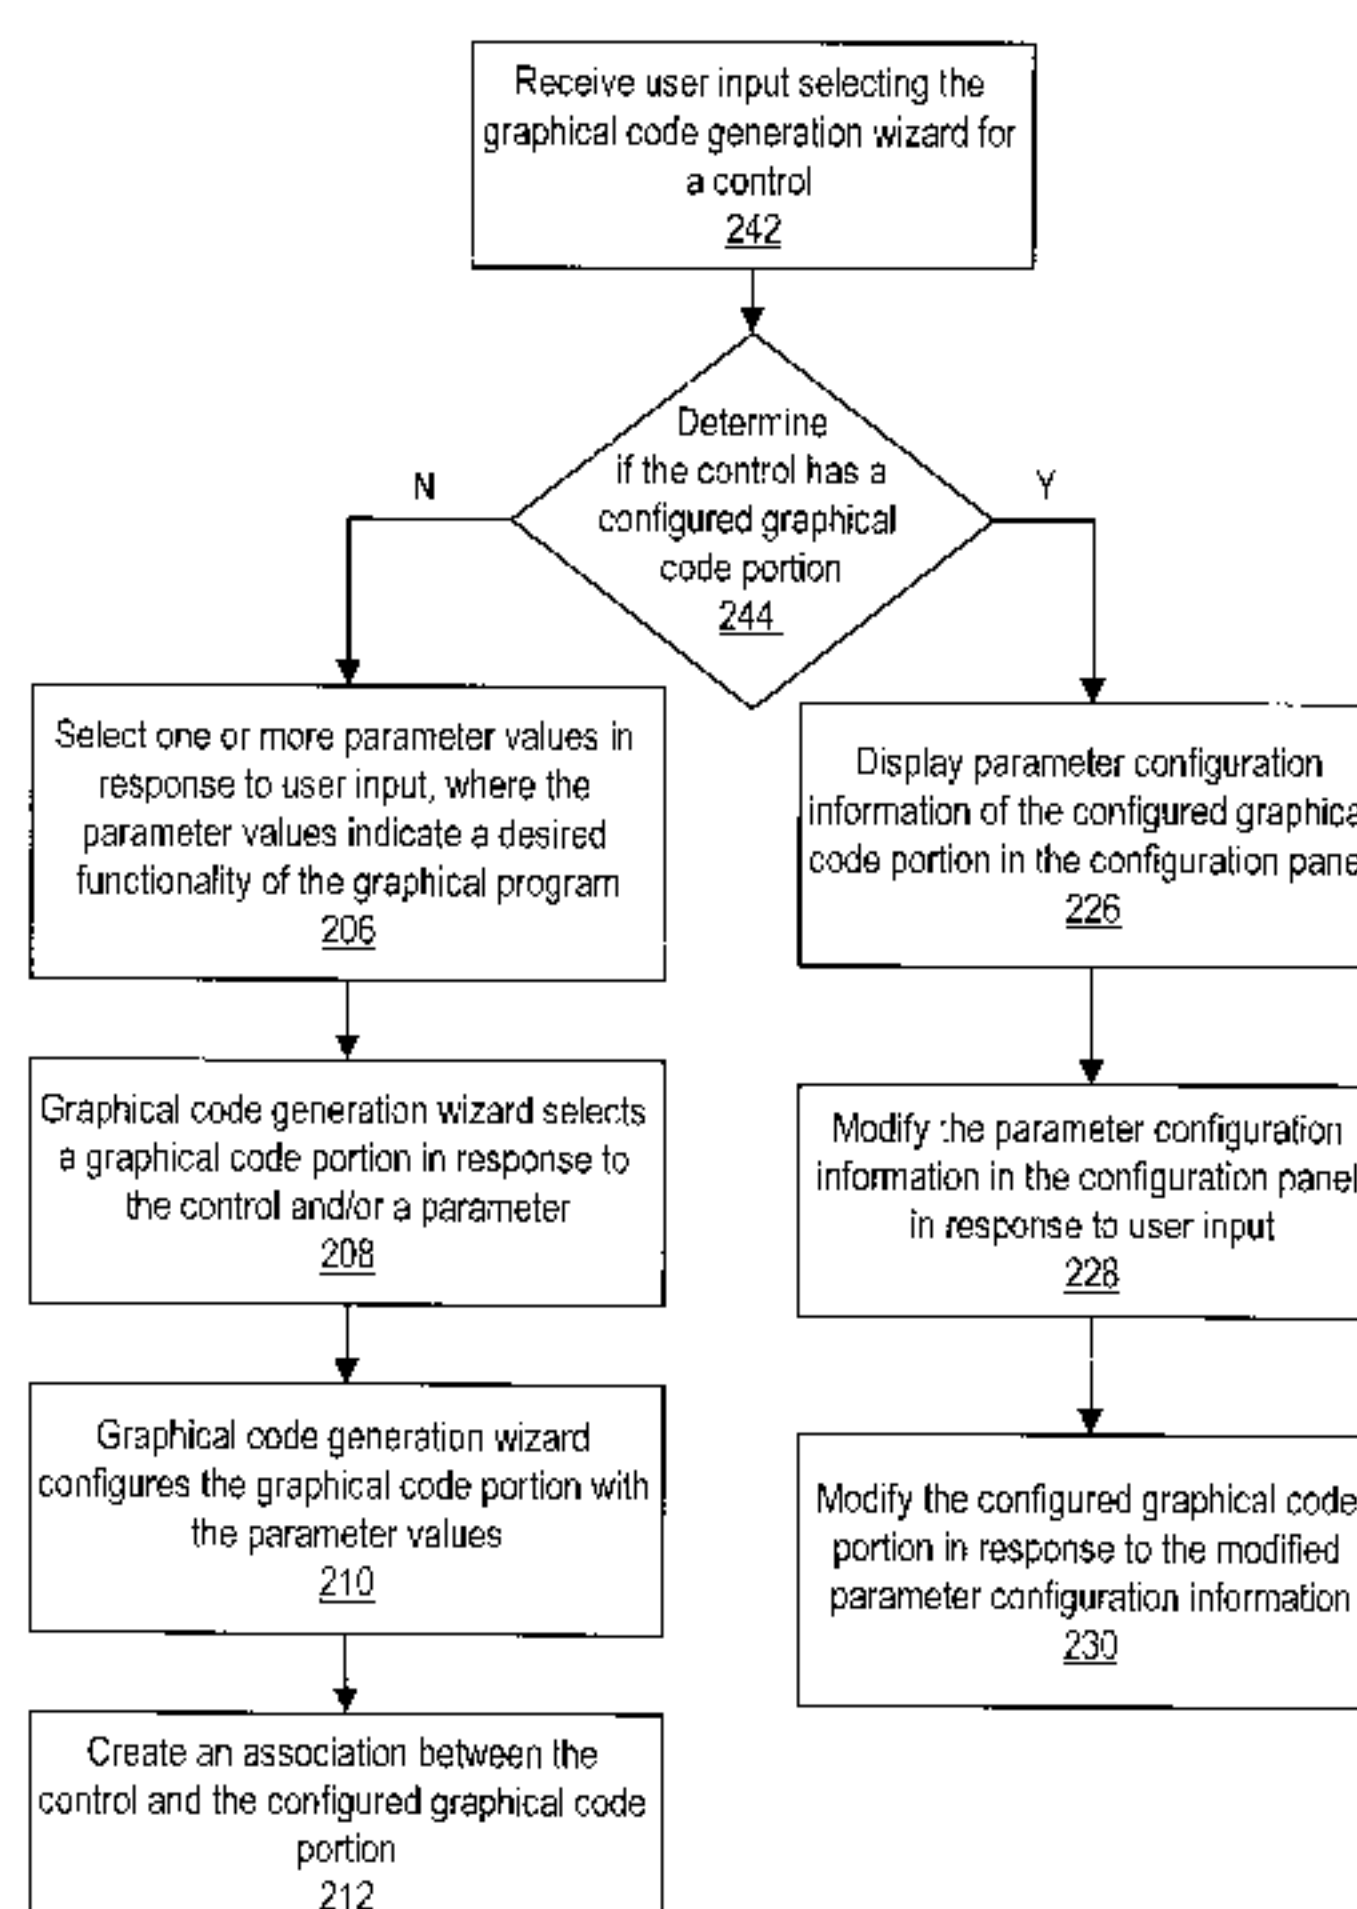 Receive user input selecting the
graphical code generation wizard for
a control
242
Determine
if the control has a
configured graphical
code portion
244
N
Y
Select one or more parameter values in
response to user input, where the
parameter values indicate a desired
functionality of the graphical program
206
Display parameter configuration
information of the configured graphica
code portion in the configuration pane
226
Graphical code generation wizard selects
a graphical code portion in response to
the control and/or a parameter
208
Modify the parameter configuration
information in the configuration panel
in response to user input
228
Graphical code generation wizard
configures the graphical code portion with
the parameter values
210
Modify the configured graphical code
portion in response to the modified
parameter configuration information
230
Create an association between the
control and the configured graphical code
portion
212